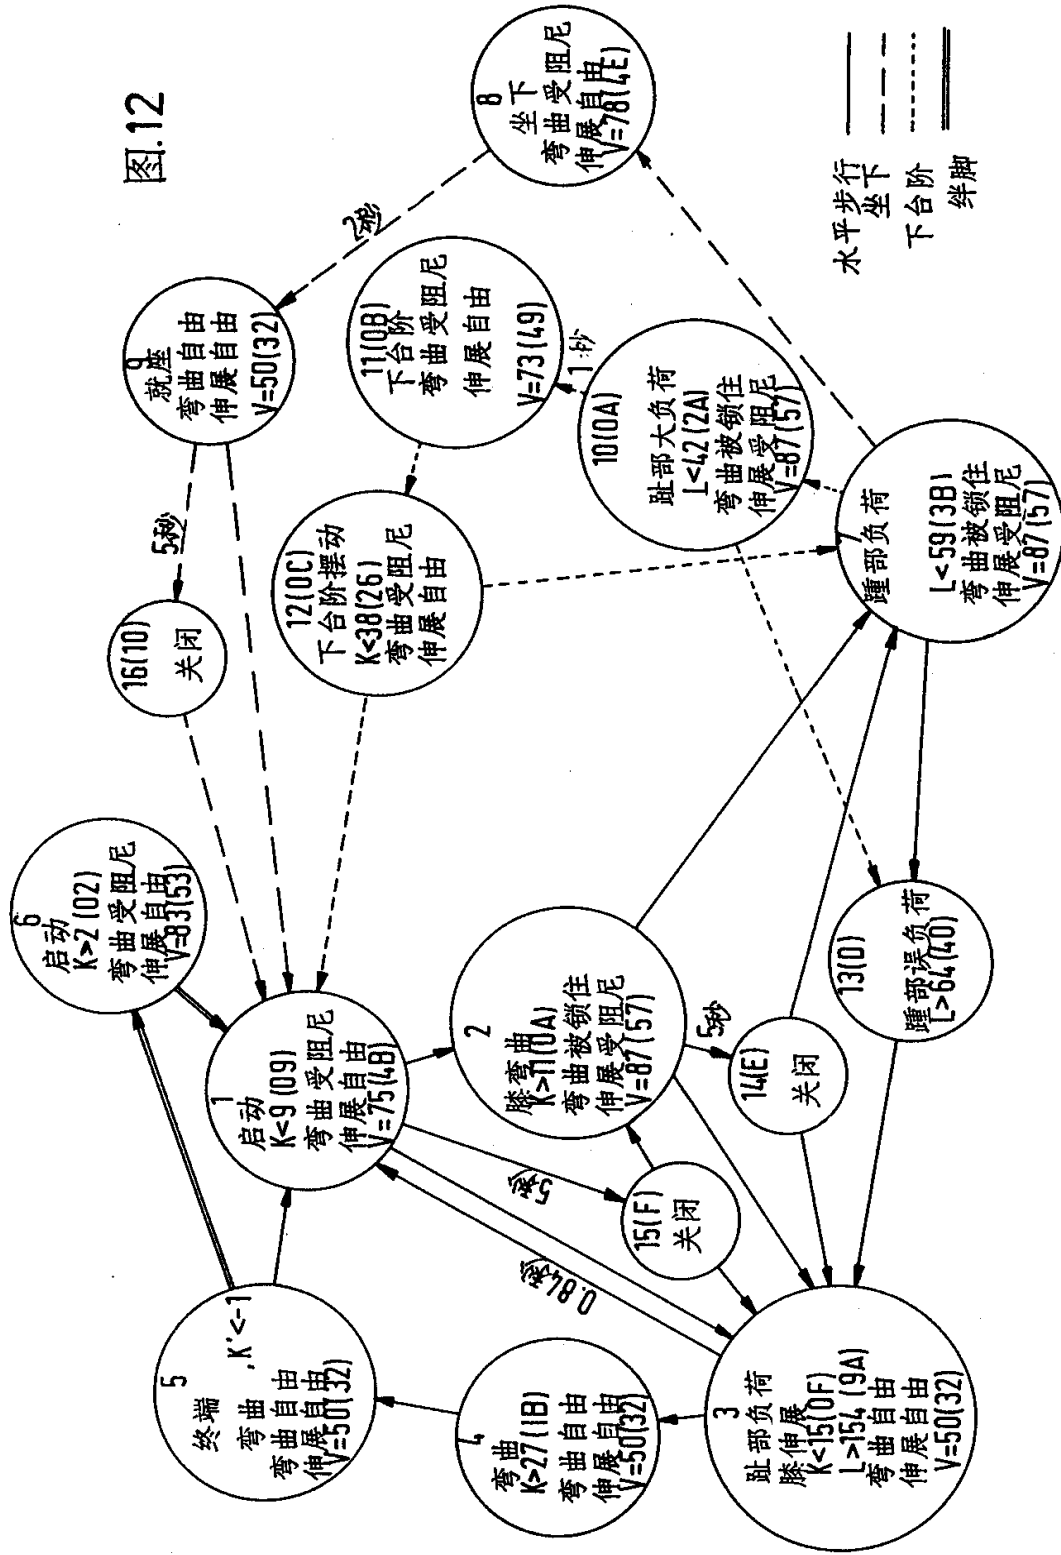 图.12
6
启动
K>2(02)
弯曲受阻尼
伸展自由
V=83(53)
16(10)
关闭
5秒
9
就座
弯曲自由
伸展自由
V=50(32)
2秒
8
坐下
弯曲受阻尼
伸展自由
V=78(4E)
5
终端
,K'<-1
弯曲
弯曲自由
伸展自由
V=50(32)
1
启动
K<9(09)
弯曲受阻尼
伸展自由
V=75(4B)
12(0C)
下台阶摆动
K<38(26)
弯曲受阻尼
伸展自由
11(0B)
下台阶
弯曲受阻尼
伸展自由
V=73(49)
1秒
4
弯曲
K>27(1B)
弯曲自由
伸展自由
V=50(32)
0.84秒
5秒
15(F)
关闭
2
膝弯曲
K>11(0A)
弯曲被锁住
伸展受阻尼
V=87(57)
5秒
10(0A)
趾部大负荷
L<42(2A)
弯曲被锁住
伸展受阻尼
V=87(57)
3
趾部负荷
膝伸展
K<15(0F)
L>154(9A)
弯曲自由
伸展自由
V=50(32)
14(E)
关闭
13(D)
踵部误负荷
L>64(40)
7
踵部负荷
L<59(3B)
弯曲被锁住
伸展受阻尼
V=87(57)
水平步行
坐下
下台阶
绊脚